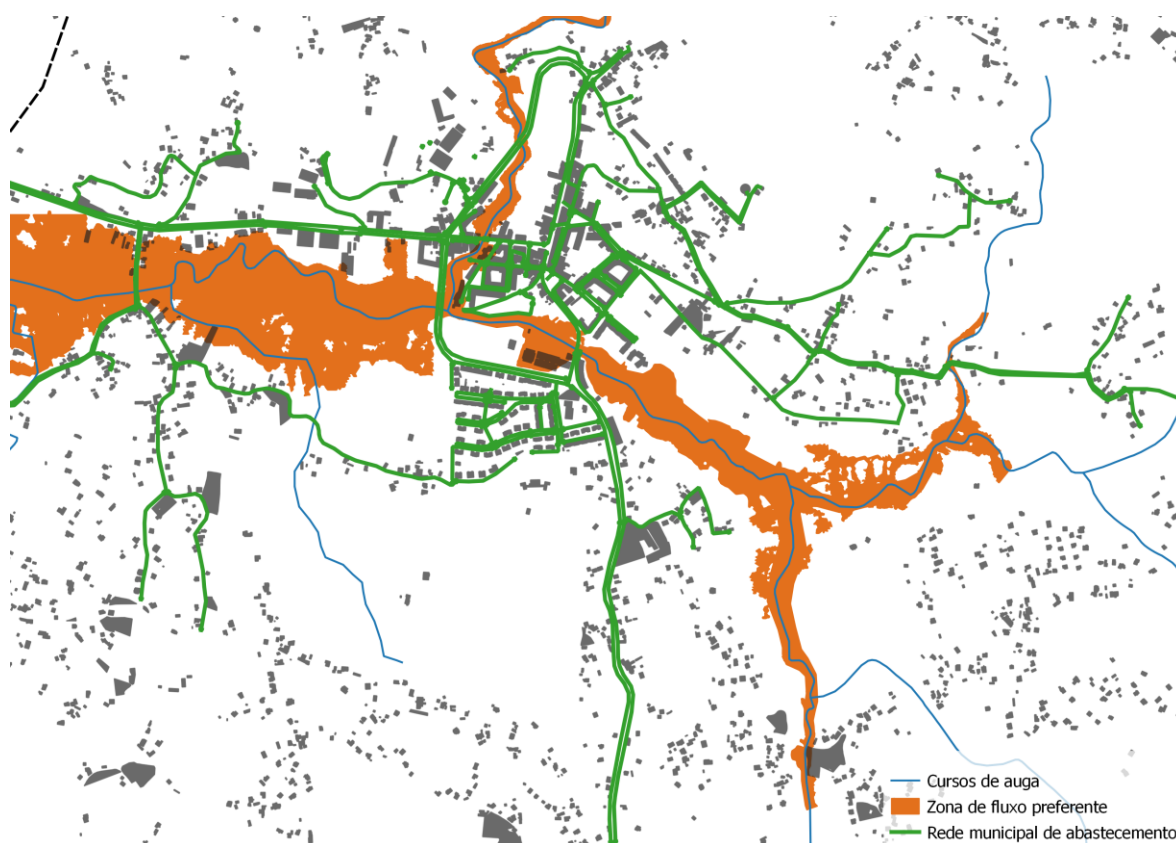 Cursos de auga
Zona de fluxo preferente
Rede municipal de abastecemento